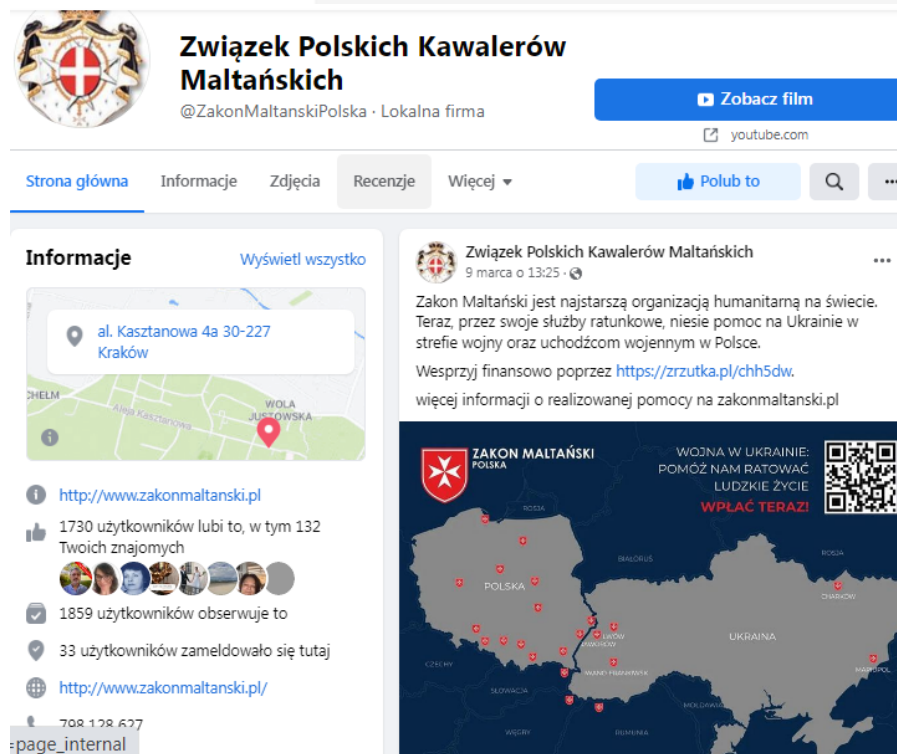 Związek Polskich Kawalerów
Maltańskich
@ZakonMaltanskiPolska · Lokalna firma
Zobacz film
youtube.com
Strona główna
Informacje
Zdjęcia
Recenzje
Więcej
Polub to
Informacje
Wyświetl wszystko
al. Kasztanowa 4a 30-227
Kraków
CHEŁM
Aleja Kasztanowa
WOLA
JUSTOWSKA
http://www.zakonmaltanski.pl
1730 użytkowników lubi to, w tym 132
Twoich znajomych
1859 użytkowników obserwuje to
33 użytkowników zameldowało się tutaj
http://www.zakonmaltanski.pl/
798 128 627
=page_internal
Związek Polskich Kawalerów Maltańskich
9 marca o 13:25 ·
Zakon Maltański jest najstarszą organizacją humanitarną na świecie.
Teraz, przez swoje służby ratunkowe, niesie pomoc na Ukrainie w
strefie wojny oraz uchodźcom wojennym w Polsce.
Wesprzyj finansowo poprzez https://zrzutka.pl/chh5dw.
więcej informacji o realizowanej pomocy na zakonmaltanski.pl
ZAKON MALTAŃSKI
POLSKA
WOJNA W UKRAINIE:
POMÓŻ NAM RATOWAĆ
LUDZKIE ŻYCIE
WPŁAĆ TERAZ!
ROSJA
BIAŁORUŚ
ROSJA
POLSKA
CHARKÓW
LWÓW
JAWORÓW
UKRAINA
IWANO-FRANKIWSK
MARIUPOL
CZECHY
SŁOWACJA
MOŁDAWIA
WĘGRY
RUMUNIA